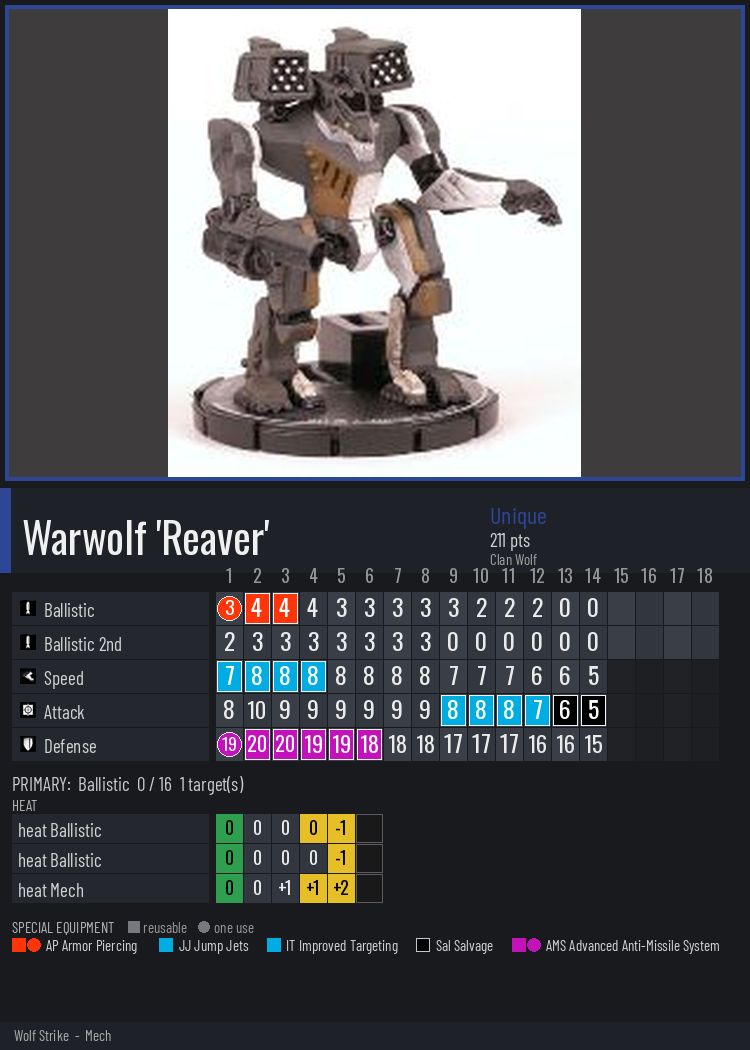 Warwolf 'Reaver'
Unique
211 pts
Clan Wolf
1 2 3 4 5 6 7 8 9 10 11 12 13 14 15 16 17 18
Ballistic 3 4 4 4 3 3 3 3 3 2 2 2 0 0
Ballistic 2nd 2 3 3 3 3 3 3 3 0 0 0 0 0 0
Speed 7 8 8 8 8 8 8 8 7 7 7 6 6 5
Attack 8 10 9 9 9 9 9 9 8 8 8 7 6 5
Defense 19 20 20 19 19 18 18 18 17 17 17 16 16 15
PRIMARY: Ballistic 0 / 16 1 target(s)
HEAT
heat Ballistic 0 0 0 0 -1
heat Ballistic 0 0 0 0 -1
heat Mech 0 0 +1 +1 +2
SPECIAL EQUIPMENT reusable one use
AP Armor Piercing JJ Jump Jets IT Improved Targeting Sal Salvage AMS Advanced Anti-Missile System
Wolf Strike - Mech